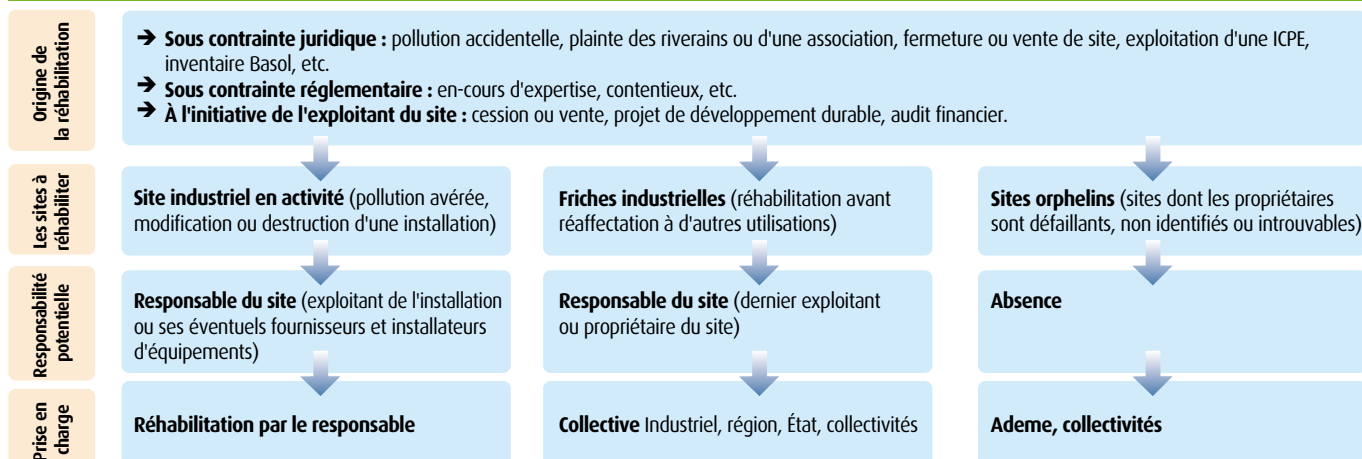 Origine de
la réhabilitation
➔ Sous contrainte juridique : pollution accidentelle, plainte des riverains ou d'une association, fermeture ou vente de site, exploitation d'une ICPE,
inventaire Basol, etc.
➔ Sous contrainte réglementaire : en-cours d'expertise, contentieux, etc.
➔ À l'initiative de l'exploitant du site : cession ou vente, projet de développement durable, audit financier.
Les sites à
réhabiliter
Site industriel en activité (pollution avérée,
modification ou destruction d'une installation)
Friches industrielles (réhabilitation avant
réaffectation à d'autres utilisations)
Sites orphelins (sites dont les propriétaires
sont défaillants, non identifiés ou introuvables)
Responsabilité
potentielle
Responsable du site (exploitant de l'installation
ou ses éventuels fournisseurs et installateurs
d'équipements)
Responsable du site (dernier exploitant
ou propriétaire du site)
Absence
Prise en
charge
Réhabilitation par le responsable
Collective Industriel, région, État, collectivités
Ademe, collectivités